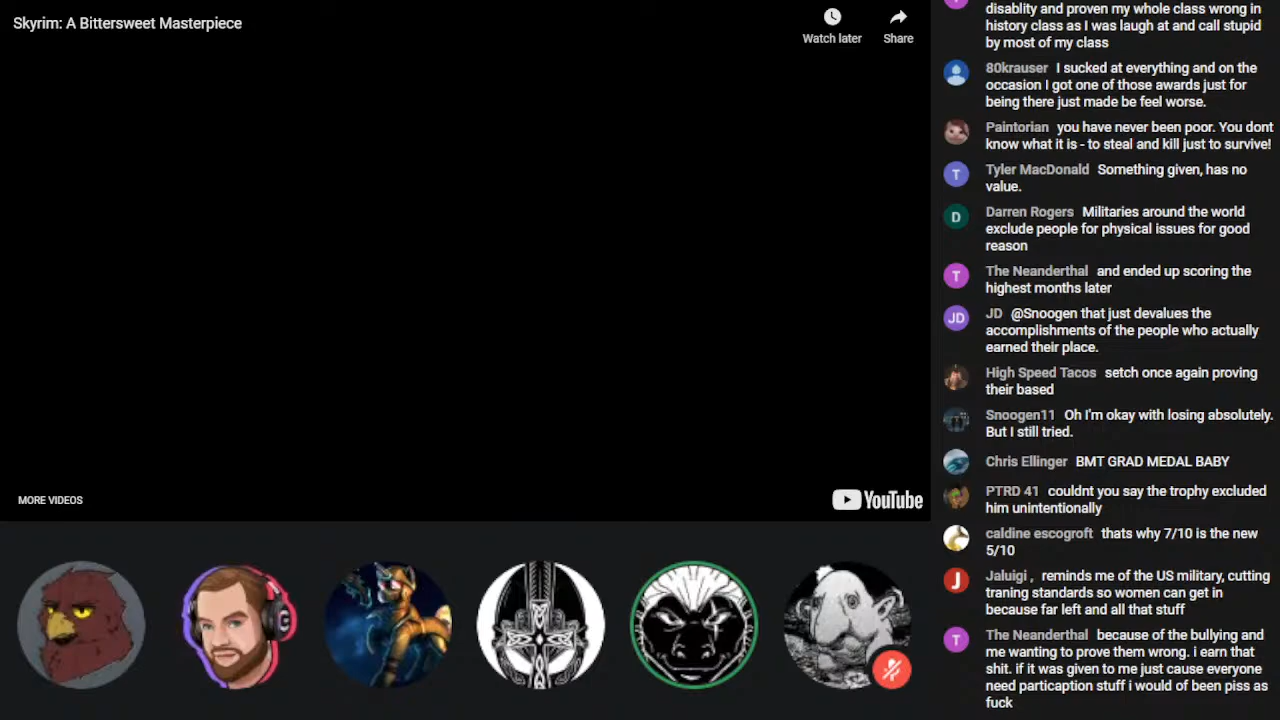 Skyrim: A Bittersweet Masterpiece
Watch later
Share
MORE VIDEOS
YouTube
disablity and proven my whole class wrong in
history class as I was laugh at and call stupid
by most of my class
80krauser I sucked at everything and on the
occasion I got one of those awards just for
being there just made be feel worse.
Paintorian you have never been poor. You dont
know what it is - to steal and kill just to survive!
T
Tyler MacDonald Something given, has no
value.
D
Darren Rogers Militaries around the world
exclude people for physical issues for good
reason
T
The Neanderthal and ended up scoring the
highest months later
JD
JD @Snoogen that just devalues the
accomplishments of the people who actually
earned their place.
High Speed Tacos setch once again proving
their based
Snoogen11 Oh I'm okay with losing absolutely.
But I still tried.
Chris Ellinger BMT GRAD MEDAL BABY
PTRD 41 couldnt you say the trophy excluded
him unintentionally
caldine escogroft thats why 7/10 is the new
5/10
J
Jaluigi , reminds me of the US military, cutting
traning standards so women can get in
because far left and all that stuff
T
The Neanderthal because of the bullying and
me wanting to prove them wrong. i earn that
shit. if it was given to me just cause everyone
need particaption stuff i would of been piss as
fuck